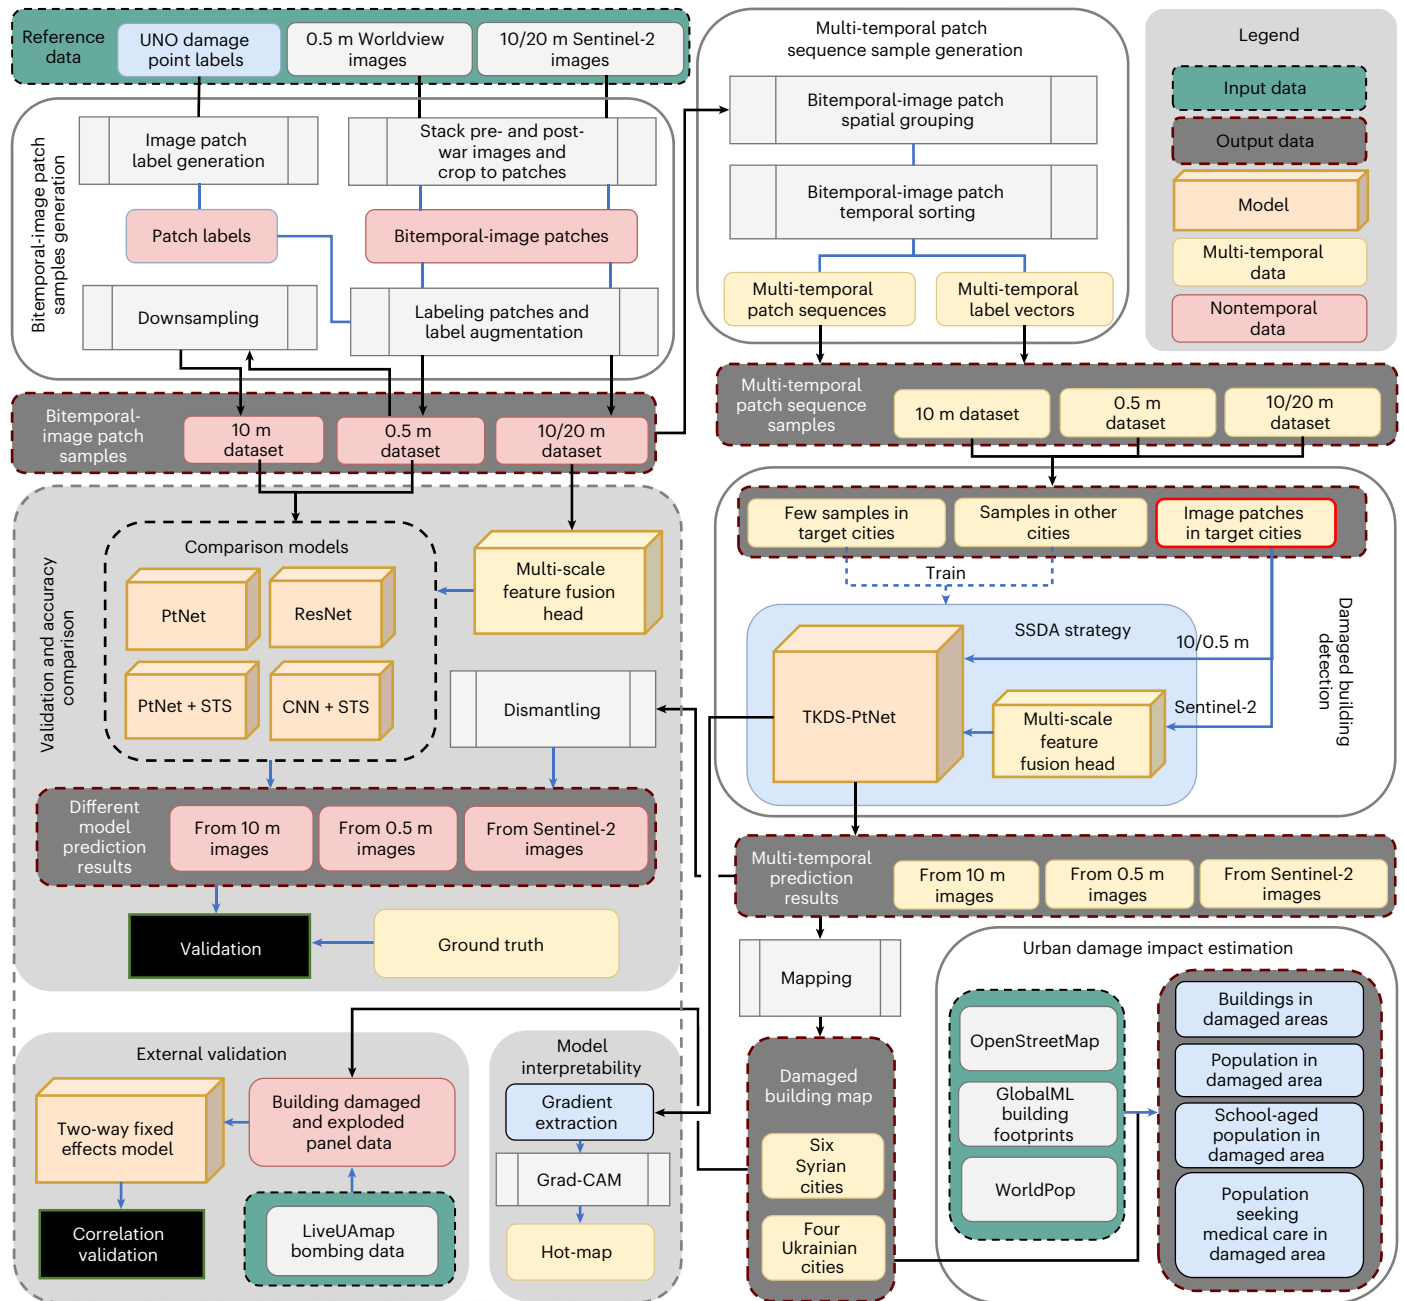 Reference
data
UNO damage
point labels
0.5 m Worldview
images
10/20 m Sentinel-2
images
Bitemporal-image patch
samples generation
Image patch
label generation
Stack pre- and post-
war images and
crop to patches
Patch labels
Bitemporal-image patches
Downsampling
Labeling patches and
label augmentation
Bitemporal-
image patch
samples
10 m
dataset
0.5 m
dataset
10/20 m
dataset
Multi-temporal patch
sequence sample generation
Bitemporal-image patch
spatial grouping
Bitemporal-image patch
temporal sorting
Multi-temporal
patch sequences
Multi-temporal
label vectors
Legend
Input data
Output data
Model
Multi-temporal
data
Nontemporal
data
Multi-temporal
patch sequence
samples
10 m dataset
0.5 m
dataset
10/20 m
dataset
Few samples in
target cities
Samples in other
cities
Image patches
in target cities
Train
SSDA strategy
10/0.5 m
TKDS-PtNet
Sentinel-2
Multi-scale
feature
fusion head
Damaged building
detection
Validation and accuracy
comparison
Comparison models
PtNet
ResNet
PtNet + STS
CNN + STS
Multi-scale
feature fusion
head
Dismantling
Different
model
prediction
results
From 10 m
images
From 0.5 m
images
From Sentinel-2
images
Validation
Ground truth
Multi-temporal
prediction
results
From 10 m
images
From 0.5 m
images
From Sentinel-2
images
Mapping
Damaged
building map
Six
Syrian
cities
Four
Ukrainian
cities
Urban damage impact estimation
OpenStreetMap
GlobalML
building
footprints
WorldPop
Buildings in
damaged areas
Population in
damaged area
School-aged
population in
damaged area
Population
seeking
medical care in
damaged area
External validation
Two-way fixed
effects model
Building damaged
and exploded
panel data
Correlation
validation
LiveUAmap
bombing data
Model
interpretability
Gradient
extraction
Grad-CAM
Hot-map